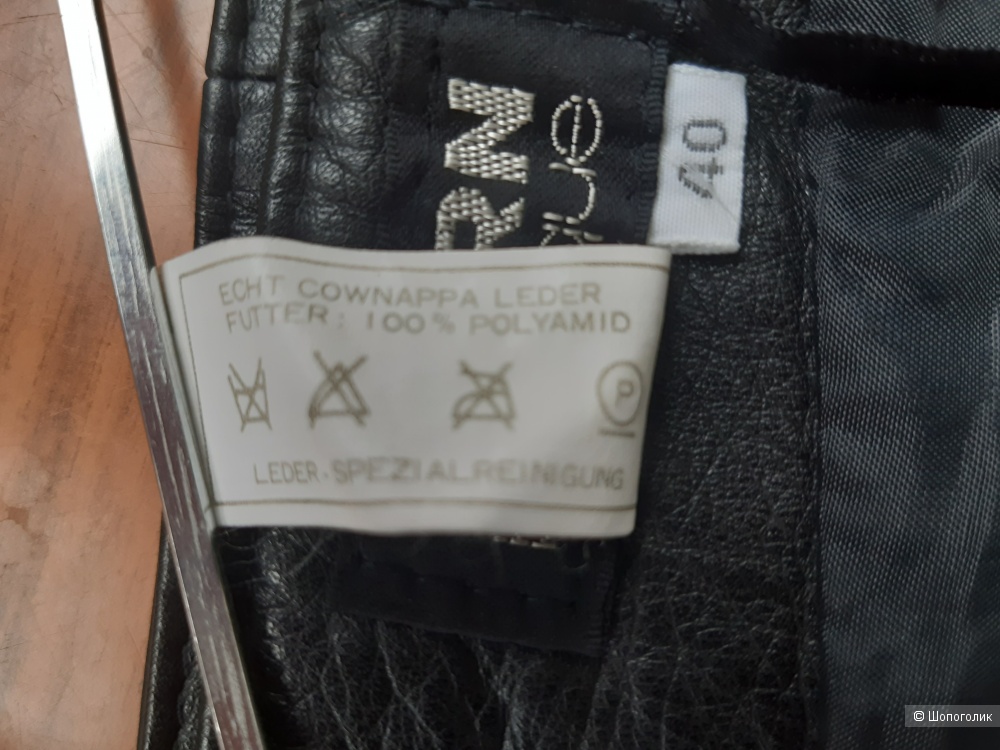 40
ECHT COWNAPPA LEDER
FUTTER: 100% POLYAMID
P
LEDER-SPEZIALREINIGUNG
© Шопоголик